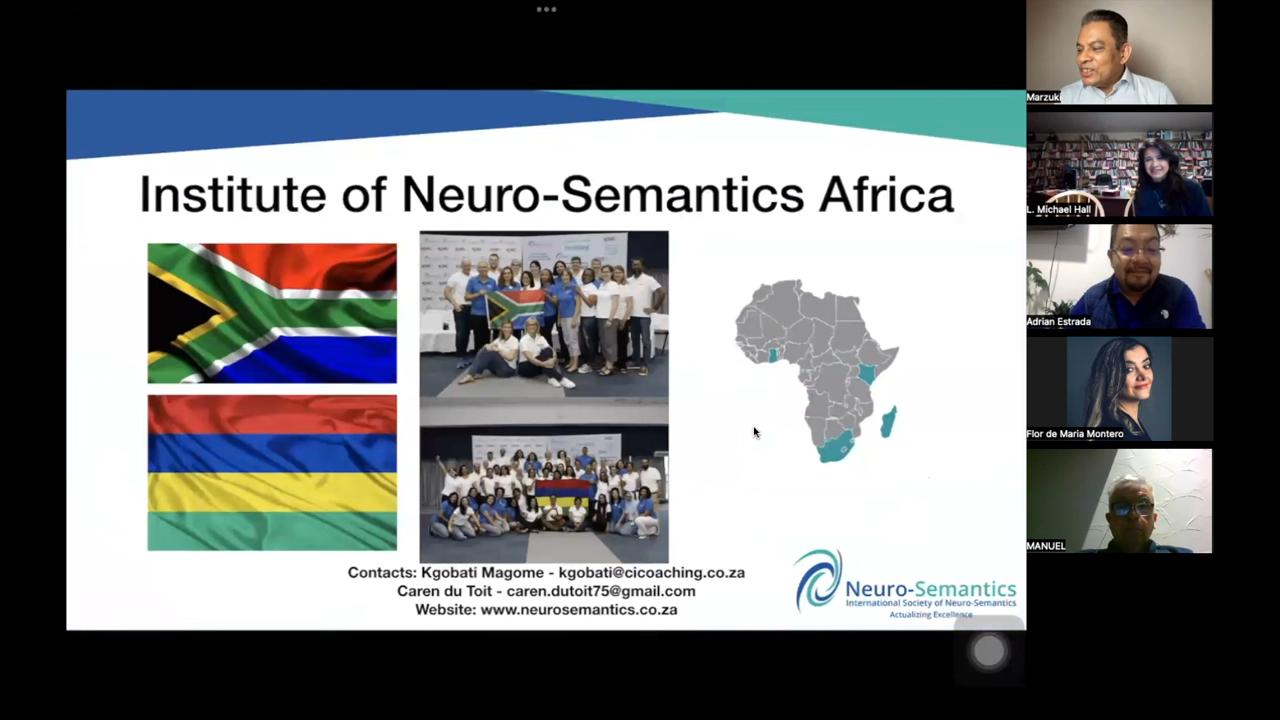 Institute of Neuro-Semantics Africa
Contacts: Kgobati Magome - kgobati@cicoaching.co.za
Caren du Toit - caren.dutoit75@gmail.com
Website: www.neurosemantics.co.za
Neuro-Semantics
International Society of Neuro-Semantics
Actualizing Excellence
Marzuki
L. Michael Hall
Adrian Estrada
Flor de Maria Montero
MANUEL